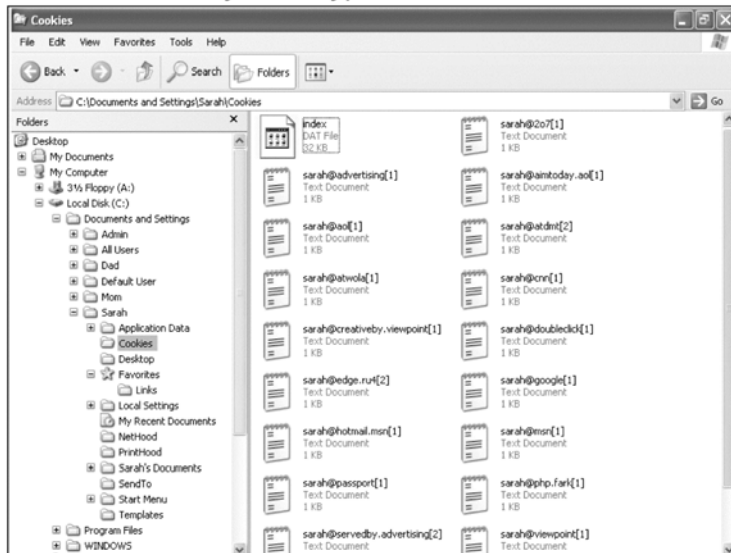 Cookies
File Edit View Favorites Tools Help
Back Search Folders
Address C:\Documents and Settings\Sarah\Cookies Go
Folders
Desktop
My Documents
My Computer
3½ Floppy (A:)
Local Disk (C:)
Documents and Settings
Admin
All Users
Dad
Default User
Mom
Sarah
Application Data
Cookies
Desktop
Favorites
Links
Local Settings
My Recent Documents
NetHood
PrintHood
Sarah's Documents
SendTo
Start Menu
Templates
Program Files
WINDOWS
index
DAT File
32 KB
sarah@2o7[1]
Text Document
1 KB
sarah@advertising[1]
Text Document
1 KB
sarah@aimtoday.aol[1]
Text Document
1 KB
sarah@aol[1]
Text Document
1 KB
sarah@atdmt[2]
Text Document
1 KB
sarah@atwola[1]
Text Document
1 KB
sarah@cnn[1]
Text Document
1 KB
sarah@creativeby.viewpoint[1]
Text Document
1 KB
sarah@doubleclick[1]
Text Document
1 KB
sarah@edge.ru4[2]
Text Document
1 KB
sarah@google[1]
Text Document
1 KB
sarah@hotmail.msn[1]
Text Document
1 KB
sarah@msn[1]
Text Document
1 KB
sarah@passport[1]
Text Document
1 KB
sarah@php.fark[1]
Text Document
1 KB
sarah@servedby.advertising[2]
Text Document
sarah@viewpoint[1]
Text Document